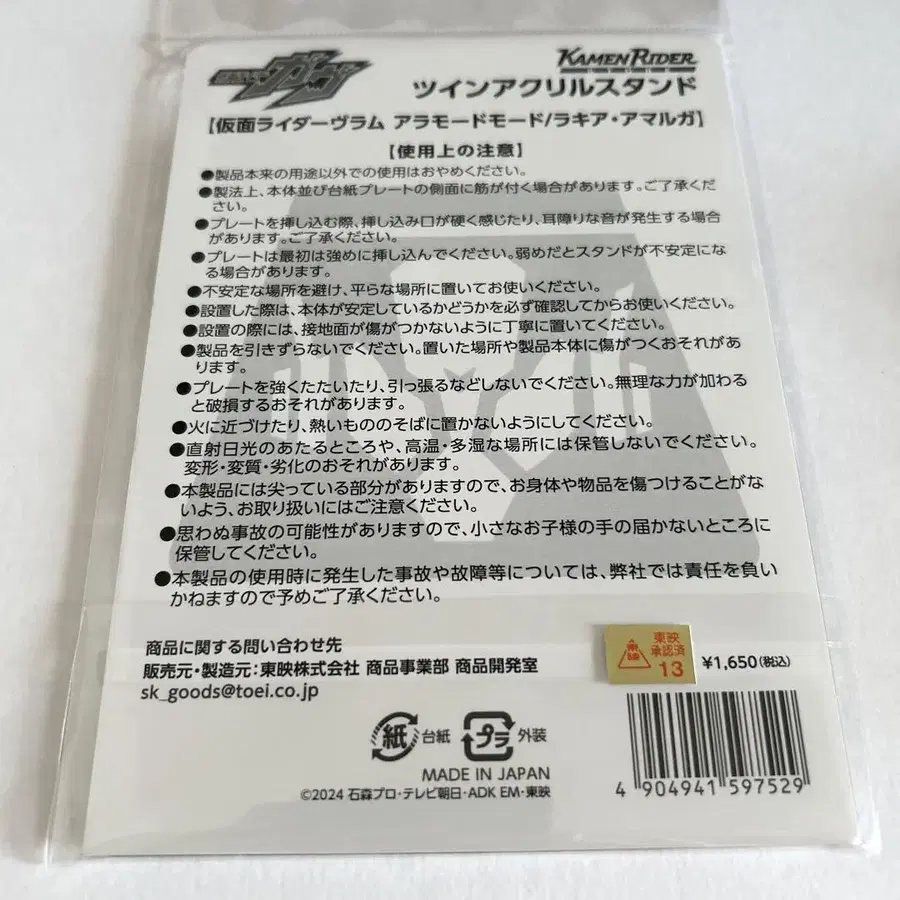 仮面ライダーガヴ
KAMEN RIDER
ツインアクリルスタンド
【仮面ライダーヴラム アラモードモード/ラキア・アマルガ】
【使用上の注意】
●製品本来の用途以外での使用はおやめください。
●製法上、本体並び台紙プレートの側面に筋が付く場合があります。ご了承くだ
さい。
●プレートを挿し込む際、挿し込み口が硬く感じたり、耳障りな音が発生する場合
があります。ご了承ください。
●プレートは最初は強めに挿し込んでください。弱めだとスタンドが不安定にな
る場合があります。
●不安定な場所を避け、平らな場所に置いてお使いください。
●設置した際は、本体が安定しているかどうかを必ず確認してからお使いください。
●設置の際には、接地面が傷がつかないように丁寧に置いてください。
●製品を引きずらないでください。置いた場所や製品本体に傷がつくおそれがあ
ります。
●プレートを強くたたいたり、引っ張るなどしないでください。無理な力が加わる
と破損するおそれがあります。
●火に近づけたり、熱いもののそばに置かないようにしてください。
●直射日光のあたるところや、高温・多湿な場所には保管しないでください。
変形・変質・劣化のおそれがあります。
●本製品には尖っている部分がありますので、お身体や物品を傷つけることがな
いよう、お取り扱いにはご注意ください。
●思わぬ事故の可能性がありますので、小さなお子様の手の届かないところに
保管してください。
●本製品の使用時に発生した事故や故障等については、弊社では責任を負い
かねますので予めご了承ください。
商品に関する問い合わせ先
販売元・製造元:東映株式会社 商品事業部 商品開発室
sk_goods@toei.co.jp
東映
東映
承認済
13
¥1,650(税込)
紙 台紙 プラ 外装
MADE IN JAPAN
©2024 石森プロ・テレビ朝日・ADK EM・東映
4 904941 597529